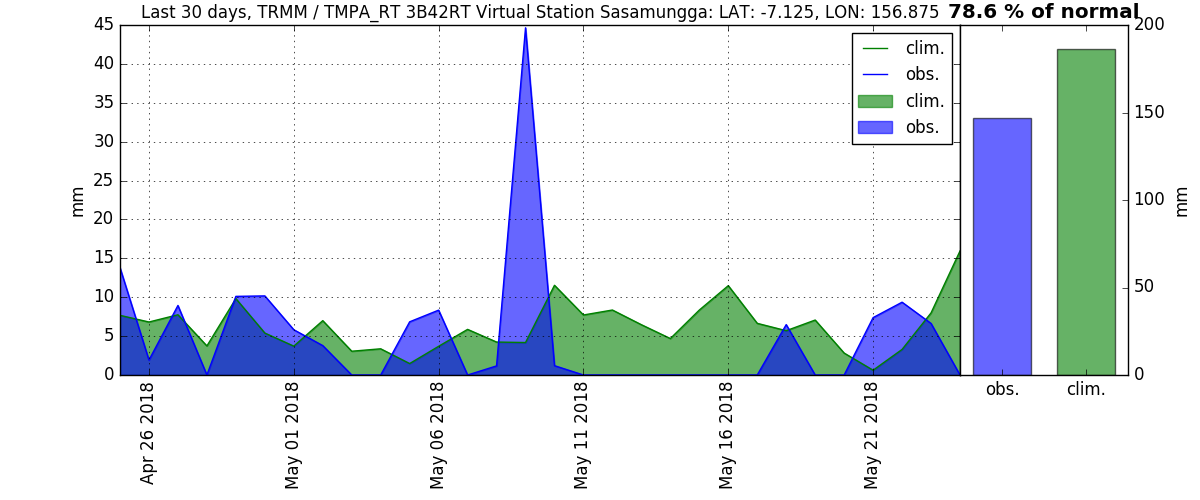 Last 30 days, TRMM / TMPA_RT 3B42RT Virtual Station Sasamungga: LAT: -7.125, LON: 156.875 78.6 % of normal
45
40
35
30
25
20
15
10
5
0
mm
clim.
obs.
clim.
obs.
Apr 26 2018
May 01 2018
May 06 2018
May 11 2018
May 16 2018
May 21 2018
200
150
100
50
0
mm
obs.
clim.